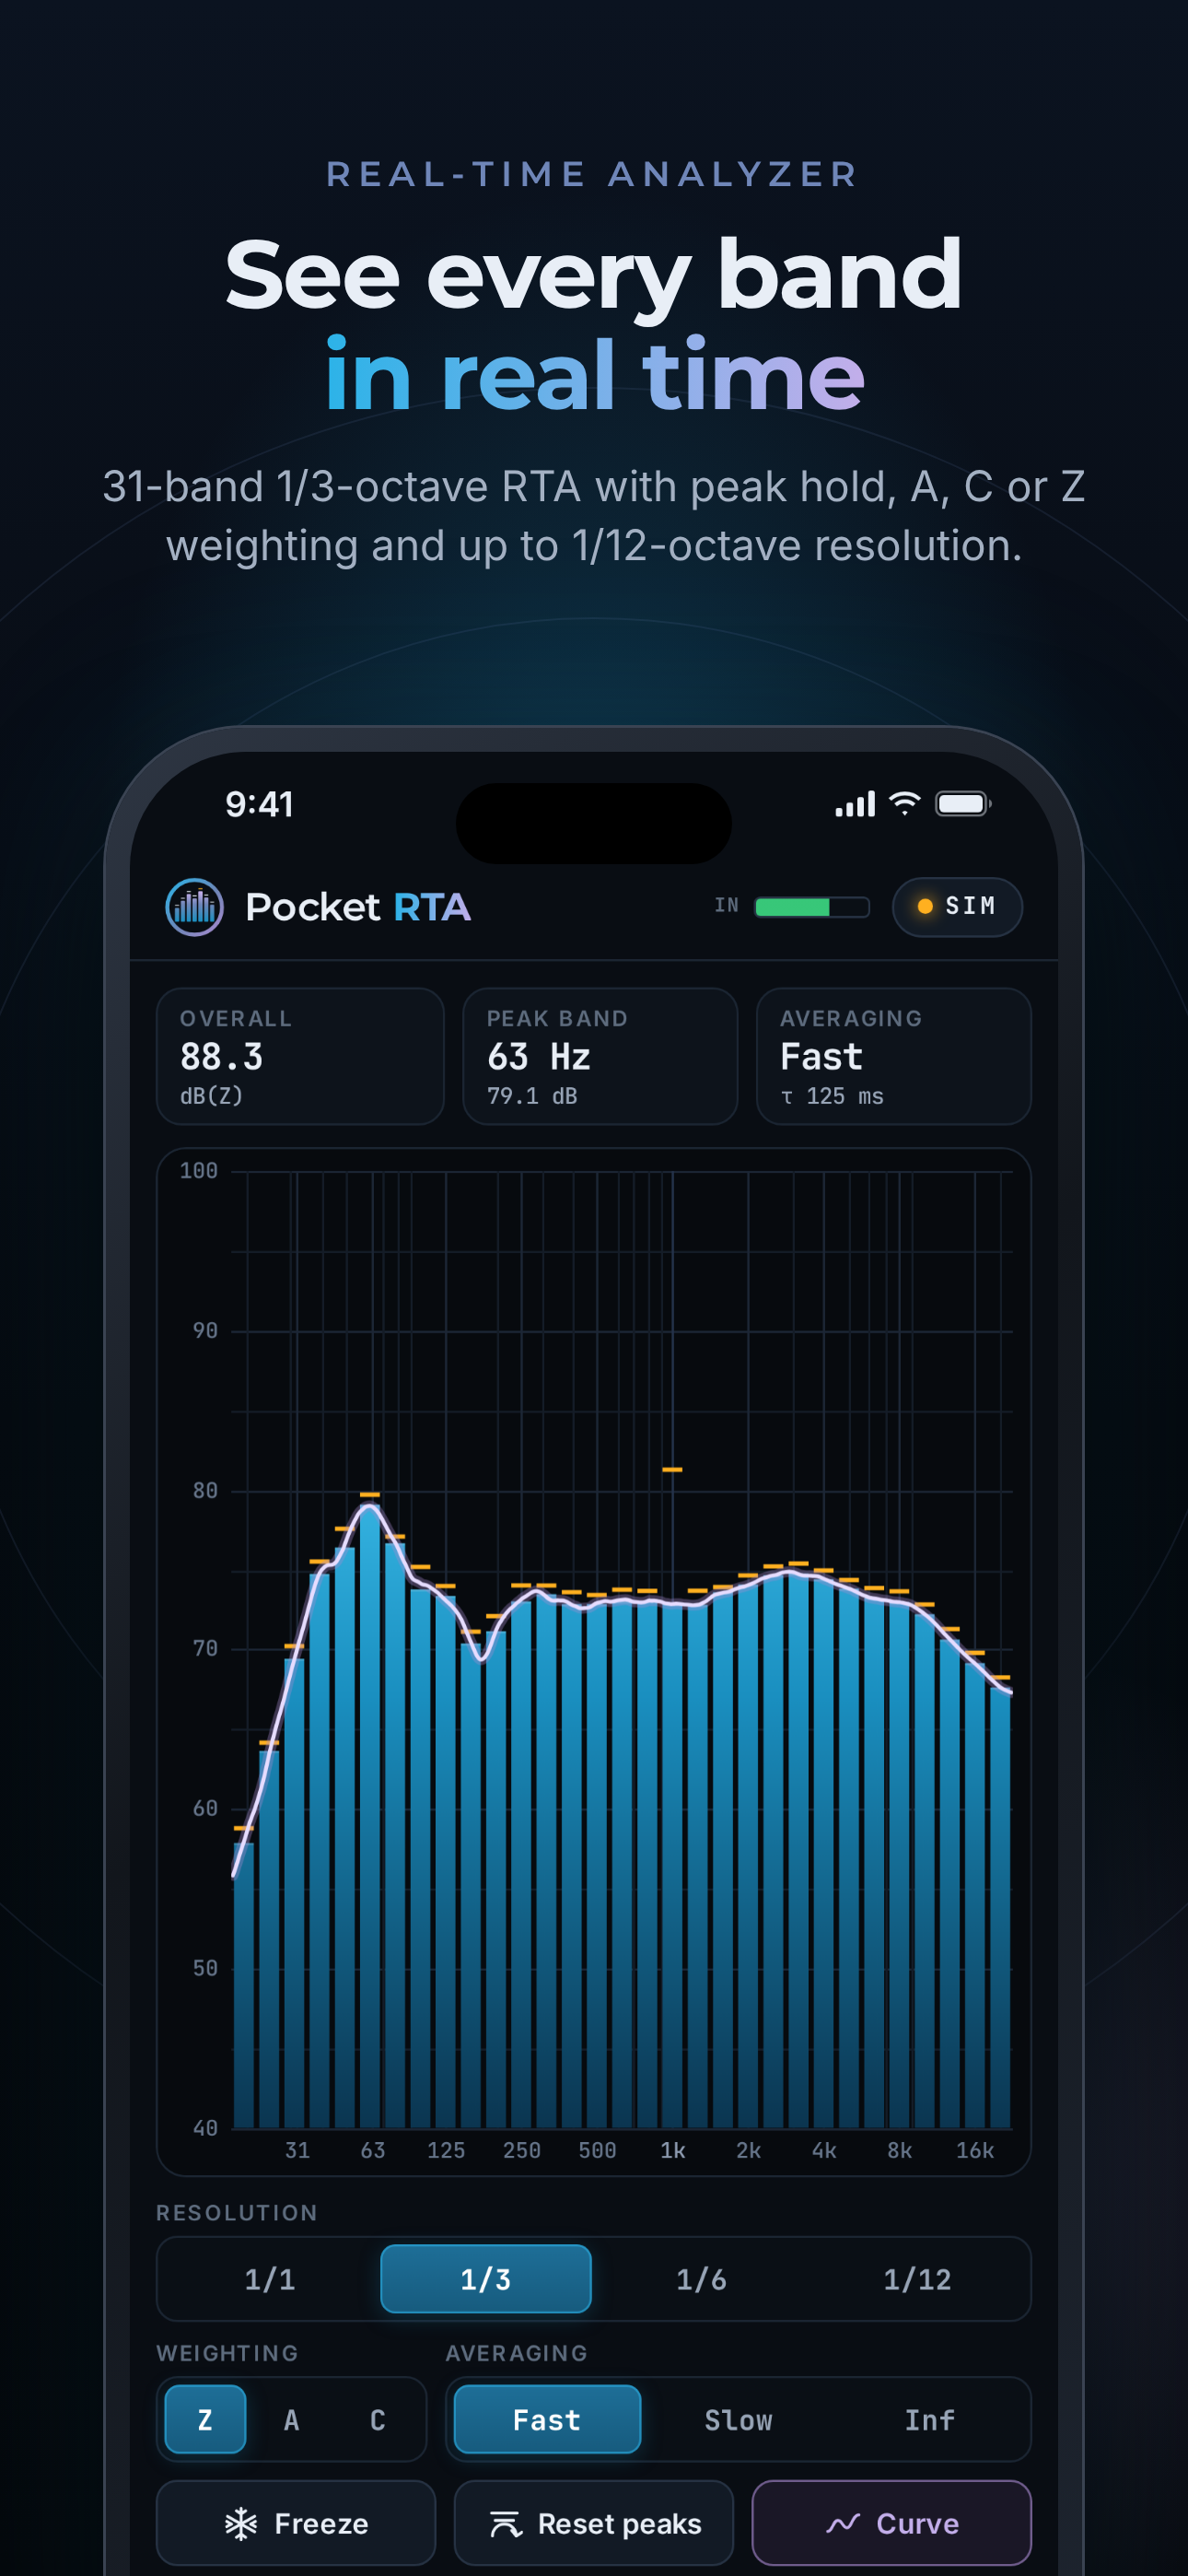 REAL-TIME ANALYZER
See every band
in real time
31-band 1/3-octave RTA with peak hold, A, C or Z
weighting and up to 1/12-octave resolution.
9:41
Pocket RTA
IN
SIM
OVERALL
88.3
dB(Z)
PEAK BAND
63 Hz
79.1 dB
AVERAGING
Fast
τ 125 ms
100
90
80
70
60
50
40
31 63 125 250 500 1k 2k 4k 8k 16k
RESOLUTION
1/1 1/3 1/6 1/12
WEIGHTING AVERAGING
Z A C Fast Slow Inf
Freeze Reset peaks Curve